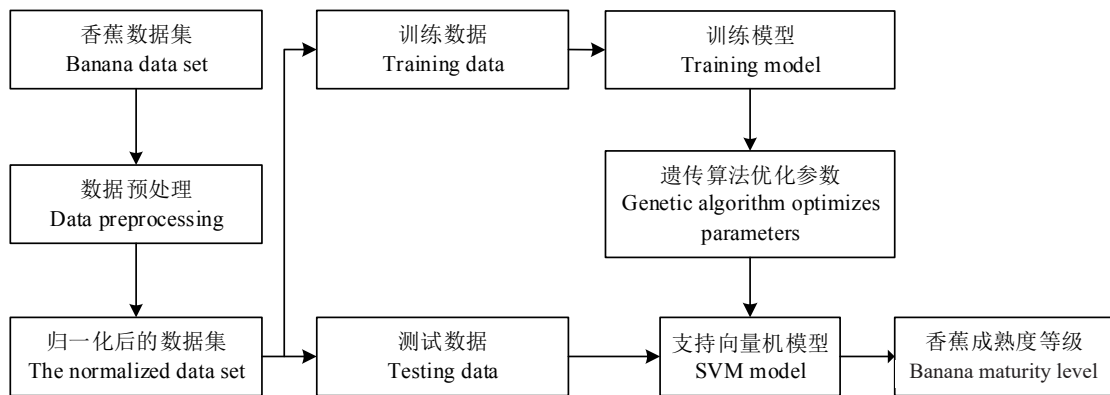 香蕉数据集
Banana data set
训练数据
Training data
训练模型
Training model
数据预处理
Data preprocessing
遗传算法优化参数
Genetic algorithm optimizes
parameters
归一化后的数据集
The normalized data set
测试数据
Testing data
支持向量机模型
SVM model
香蕉成熟度等级
Banana maturity level